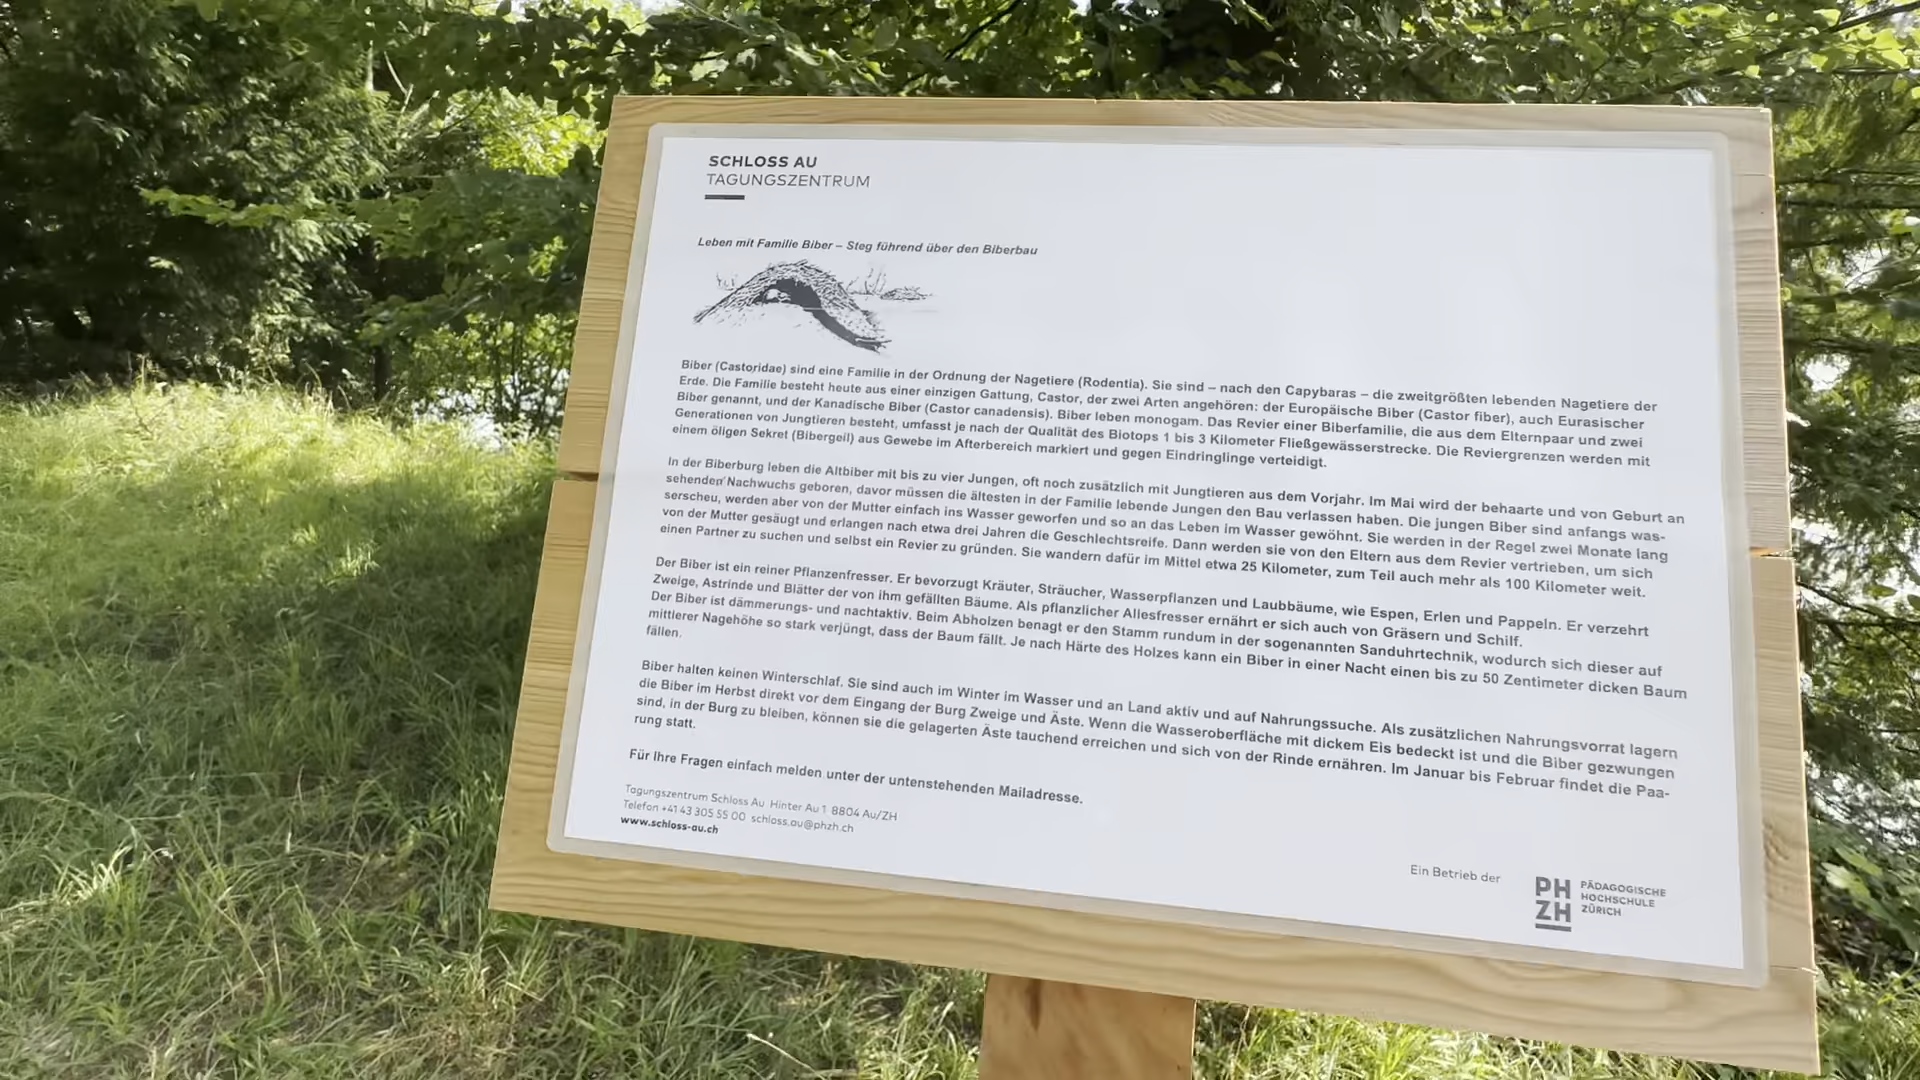 SCHLOSS AU
TAGUNGSZENTRUM
Leben mit Familie Biber – Steg führend über den Biberbau
Biber (Castoridae) sind eine Familie in der Ordnung der Nagetiere (Rodentia). Sie sind – nach den Capybaras – die zweitgrößten lebenden Nagetiere der
Erde. Die Familie besteht heute aus einer einzigen Gattung, Castor, der zwei Arten angehören: der Europäische Biber (Castor fiber), auch Eurasischer
Biber genannt, und der Kanadische Biber (Castor canadensis). Biber leben monogam. Das Revier einer Biberfamilie, die aus dem Elternpaar und zwei
Generationen von Jungtieren besteht, umfasst je nach der Qualität des Biotops 1 bis 3 Kilometer Fließgewässerstrecke. Die Reviergrenzen werden mit
einem öligen Sekret (Bibergeil) aus Gewebe im Afterbereich markiert und gegen Eindringlinge verteidigt.
In der Biberburg leben die Altbiber mit bis zu vier Jungen, oft noch zusätzlich mit Jungtieren aus dem Vorjahr. Im Mai wird der behaarte und von Geburt an
sehenden Nachwuchs geboren, davor müssen die ältesten in der Familie lebende Jungen den Bau verlassen haben. Die jungen Biber sind anfangs was-
serscheu, werden aber von der Mutter einfach ins Wasser geworfen und so an das Leben im Wasser gewöhnt. Sie werden in der Regel zwei Monate lang
von der Mutter gesäugt und erlangen nach etwa drei Jahren die Geschlechtsreife. Dann werden sie von den Eltern aus dem Revier vertrieben, um sich
einen Partner zu suchen und selbst ein Revier zu gründen. Sie wandern dafür im Mittel etwa 25 Kilometer, zum Teil auch mehr als 100 Kilometer weit.
Der Biber ist ein reiner Pflanzenfresser. Er bevorzugt Kräuter, Sträucher, Wasserpflanzen und Laubbäume, wie Espen, Erlen und Pappeln. Er verzehrt
Zweige, Astrinde und Blätter der von ihm gefällten Bäume. Als pflanzlicher Allesfresser ernährt er sich auch von Gräsern und Schilf.
Der Biber ist dämmerungs- und nachtaktiv. Beim Abholzen benagt er den Stamm rundum in der sogenannten Sanduhrtechnik, wodurch sich dieser auf
mittlerer Nagehöhe so stark verjüngt, dass der Baum fällt. Je nach Härte des Holzes kann ein Biber in einer Nacht einen bis zu 50 Zentimeter dicken Baum
fällen.
Biber halten keinen Winterschlaf. Sie sind auch im Winter im Wasser und an Land aktiv und auf Nahrungssuche. Als zusätzlichen Nahrungsvorrat lagern
die Biber im Herbst direkt vor dem Eingang der Burg Zweige und Äste. Wenn die Wasseroberfläche mit dickem Eis bedeckt ist und die Biber gezwungen
sind, in der Burg zu bleiben, können sie die gelagerten Äste tauchend erreichen und sich von der Rinde ernähren. Im Januar bis Februar findet die Paa-
rung statt.
Für Ihre Fragen einfach melden unter der untenstehenden Mailadresse.
Tagungszentrum Schloss Au Hinter Au 1 8804 Au/ZH
Telefon +41 43 305 55 00 schloss.au@phzh.ch
www.schloss-au.ch
Ein Betrieb der
PH
ZH
PÄDAGOGISCHE
HOCHSCHULE
ZÜRICH